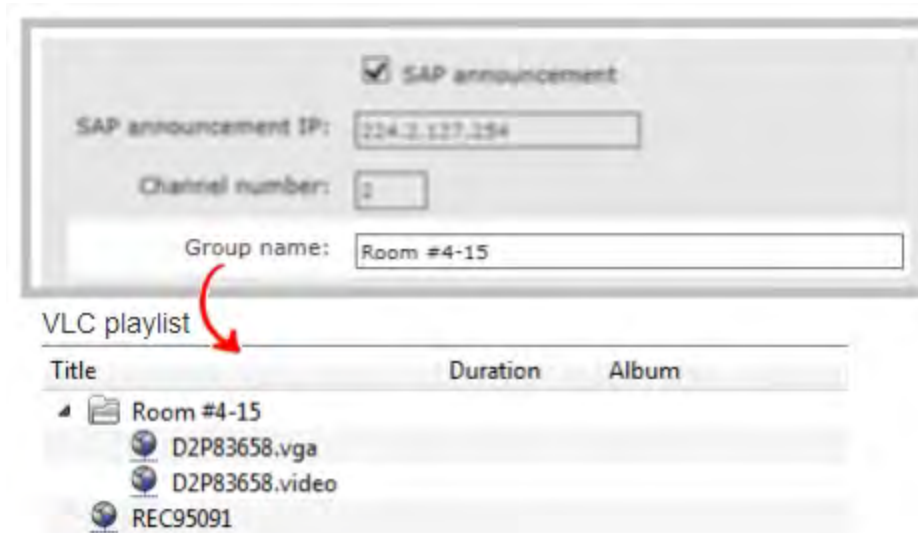 SAP announcement
SAP announcement IP: 224.2.127.254
Channel number: 2
Group name: Room #4-15
VLC playlist
Title Duration Album
Room #4-15
D2P83658.vga
D2P83658.video
REC95091